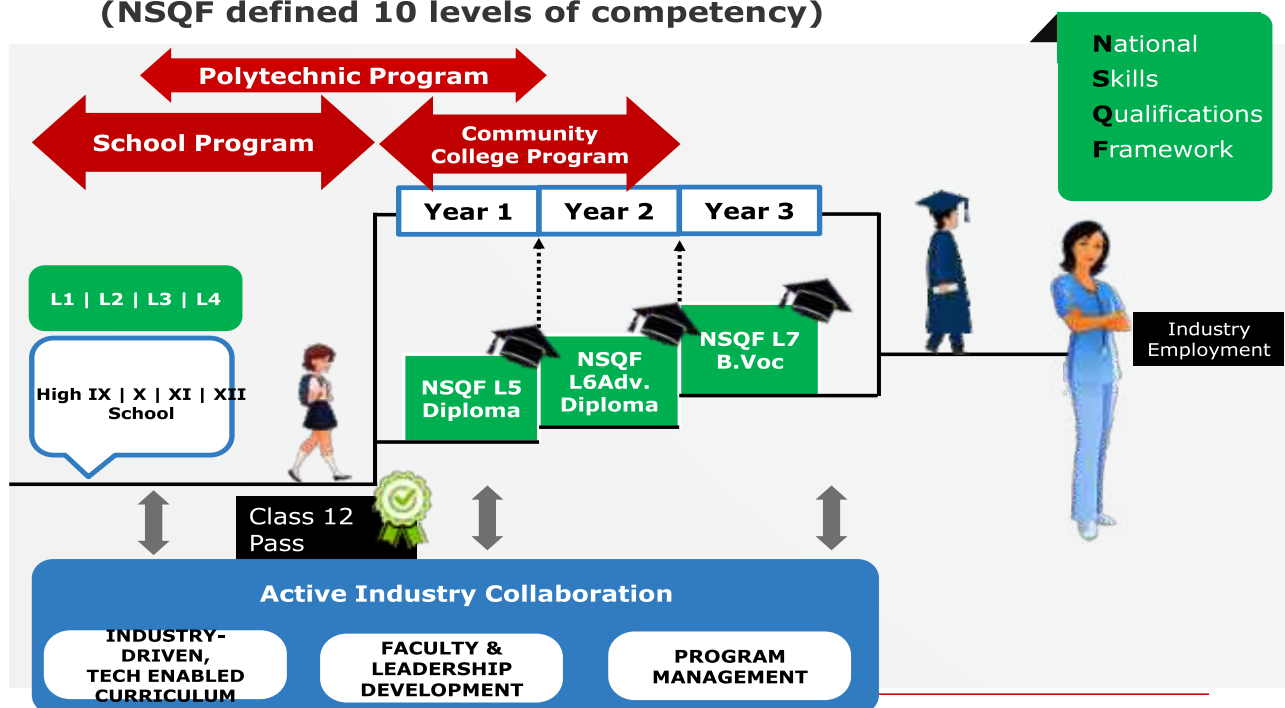 (NSQF defined 10 levels of competency)
National
Skills
Qualifications
Framework
Polytechnic Program
School Program
Community
College Program
Year 1
Year 2
Year 3
L1 | L2 | L3 | L4
High IX | X | XI | XII
School
NSQF L5
Diploma
NSQF
L6Adv.
Diploma
NSQF L7
B.Voc
Industry
Employment
Class 12
Pass
Active Industry Collaboration
INDUSTRY-
DRIVEN,
TECH ENABLED
CURRICULUM
FACULTY &
LEADERSHIP
DEVELOPMENT
PROGRAM
MANAGEMENT